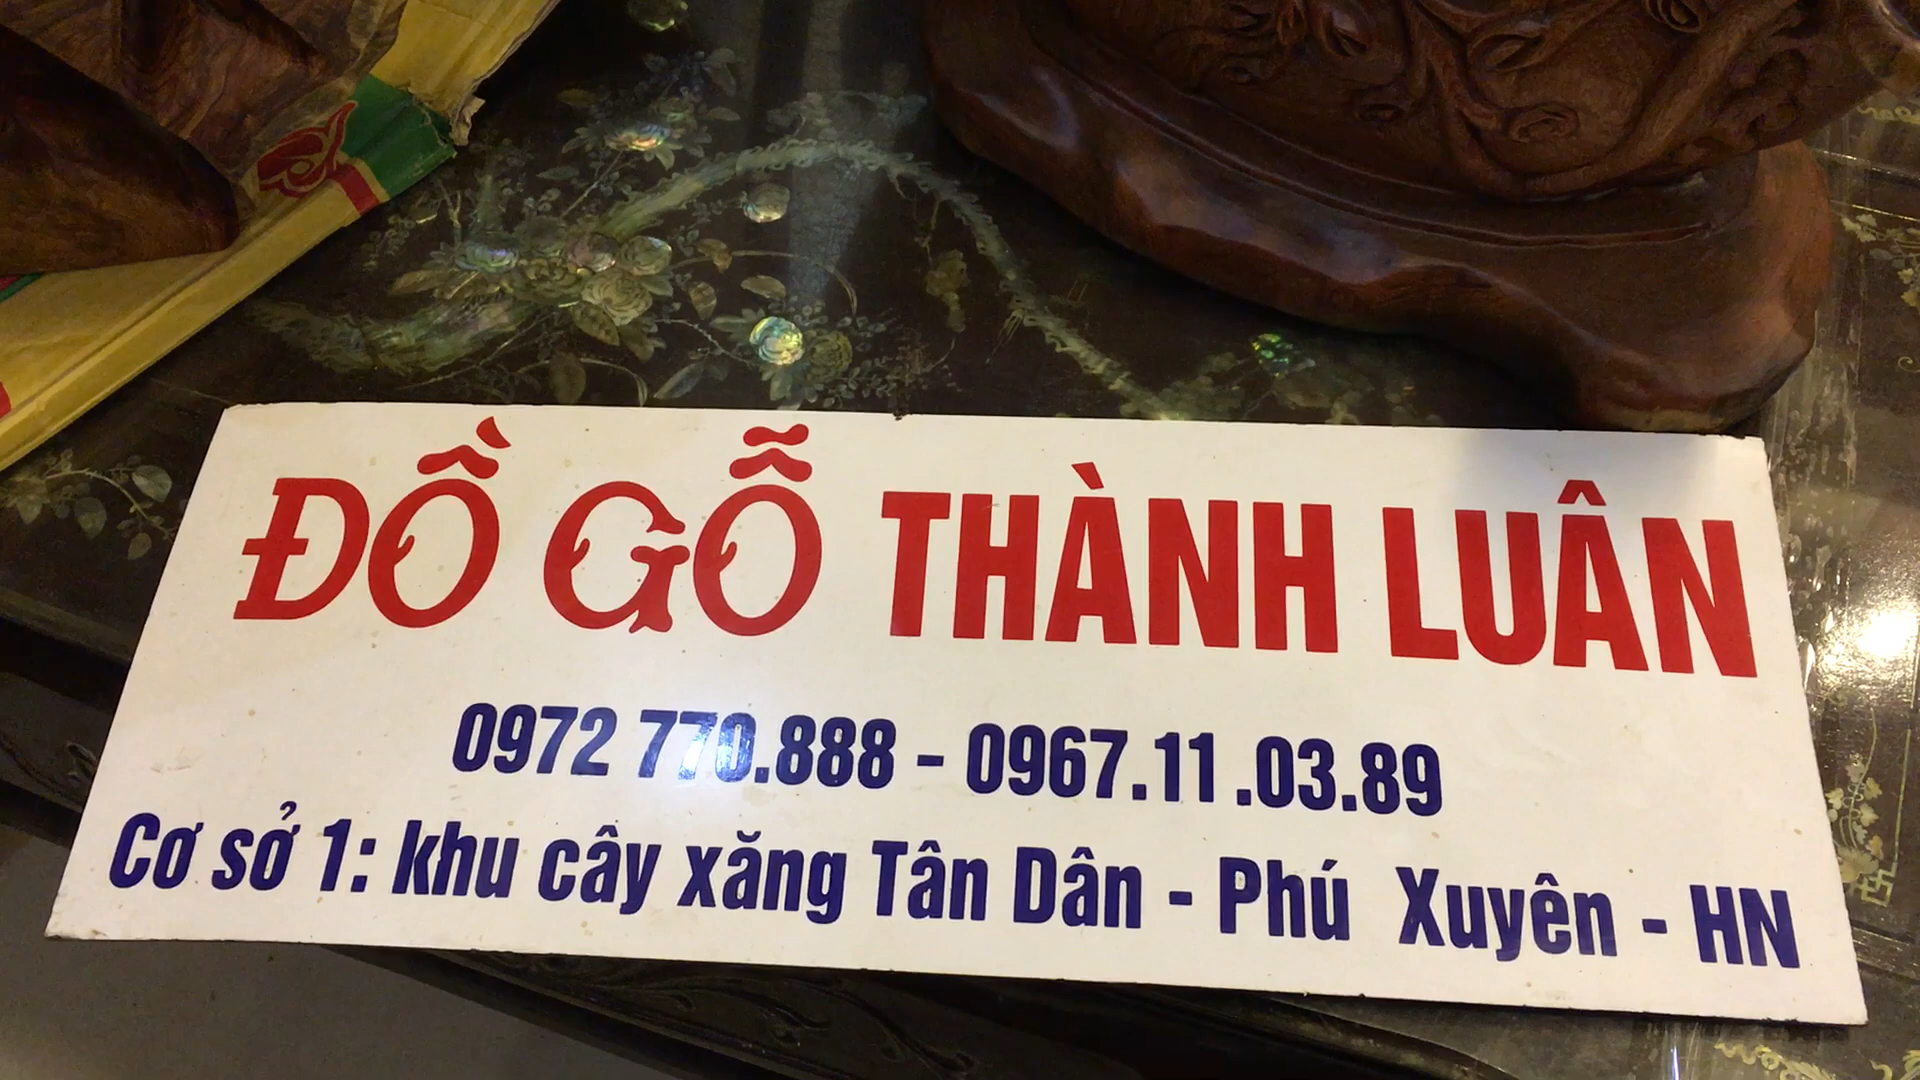 ĐỒ GỖ THÀNH LUÂN
0972 770.888 - 0967.11.03.89
Cơ sở 1: khu cây xăng Tân Dân - Phú Xuyên - HN